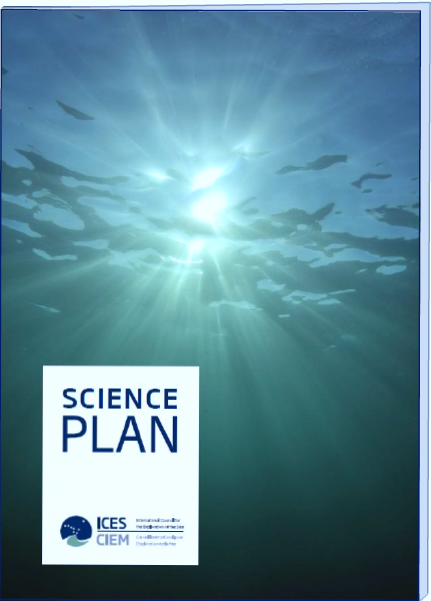 SCIENCE
PLAN
ICES
International Council for
the Exploration of the Sea
CIEM
Conseil International pour
l'Exploration de la Mer